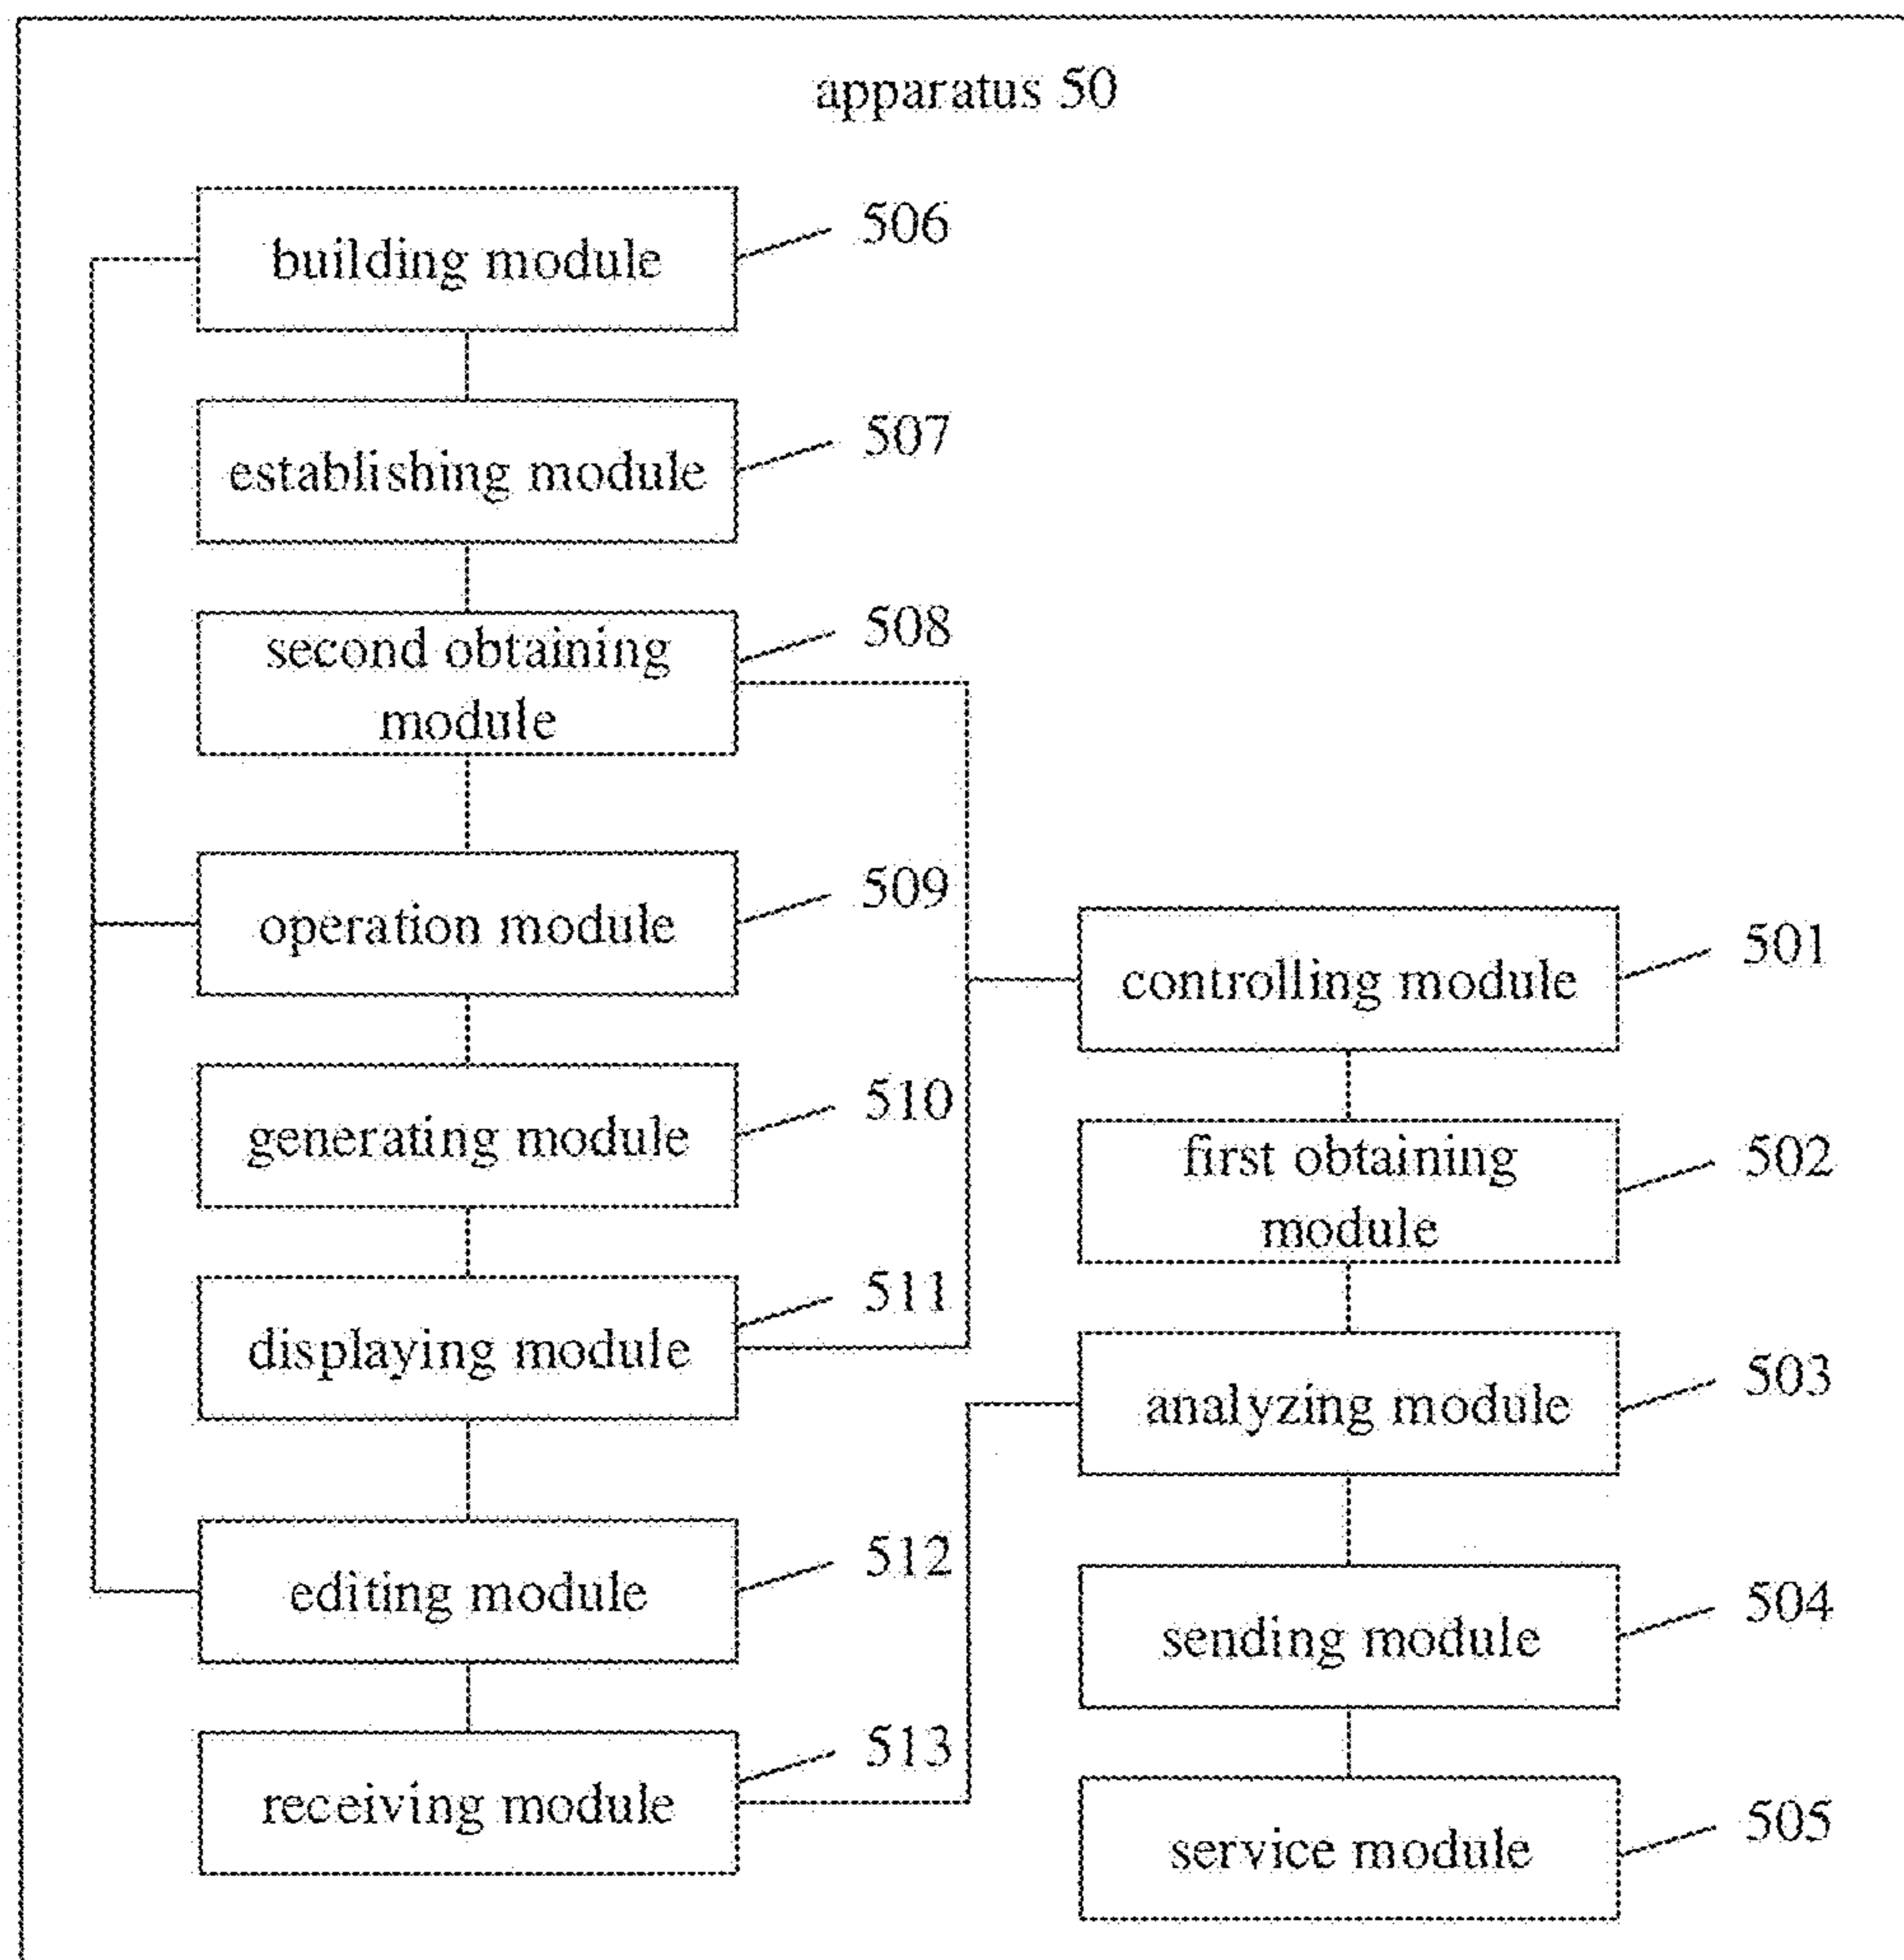 apparatus 50
building module
506
establishing module
507
second obtaining
module
508
operation module
509
generating module
510
displaying module
511
editing module
512
receiving module
513
controlling module
501
first obtaining
module
502
analyzing module
503
sending module
504
service module
505